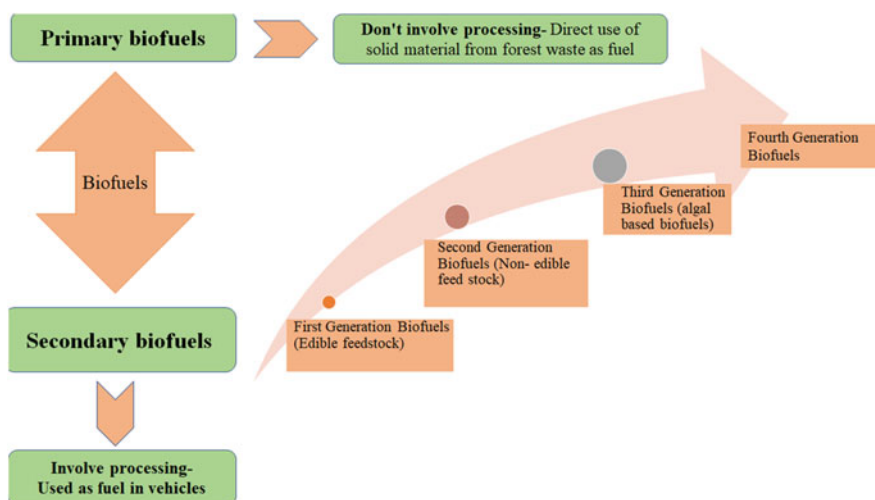 Primary biofuels
Don't involve processing- Direct use of
solid material from forest waste as fuel
Biofuels
Fourth Generation
Biofuels
Third Generation
Biofuels (algal
based biofuels)
Second Generation
Biofuels (Non- edible
feed stock)
First Generation Biofuels
(Edible feedstock)
Secondary biofuels
Involve processing-
Used as fuel in vehicles